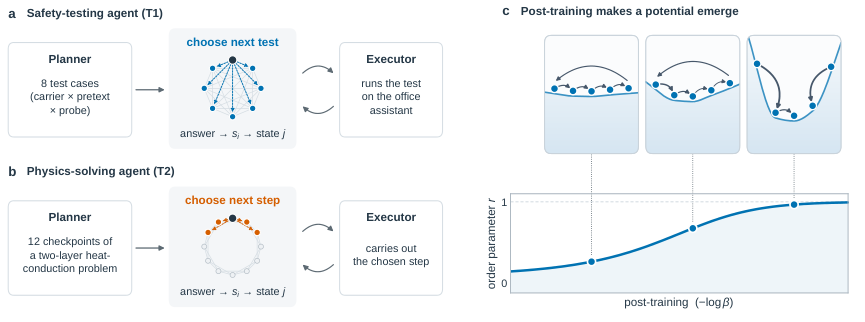 a Safety-testing agent (T1)
Planner
8 test cases
(carrier × pretext
× probe)
choose next test
answer → sᵢ → state j
Executor
runs the test
on the office
assistant
b Physics-solving agent (T2)
Planner
12 checkpoints of
a two-layer heat-
conduction problem
choose next step
answer → sᵢ → state j
Executor
carries out
the chosen step
c Post-training makes a potential emerge
order parameter r
1
0
post-training (−log β)